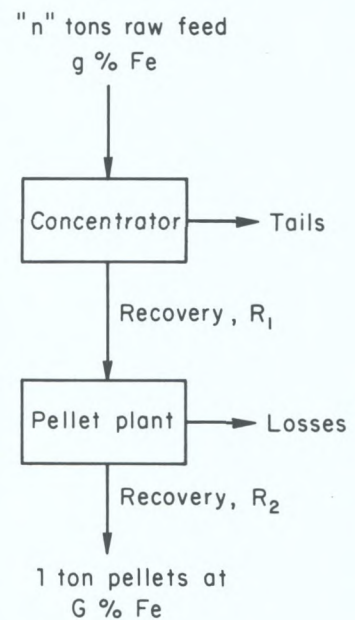 "n" tons raw feed
g % Fe
Concentrator
Tails
Recovery, R₁
Pellet plant
Losses
Recovery, R₂
1 ton pellets at
G % Fe